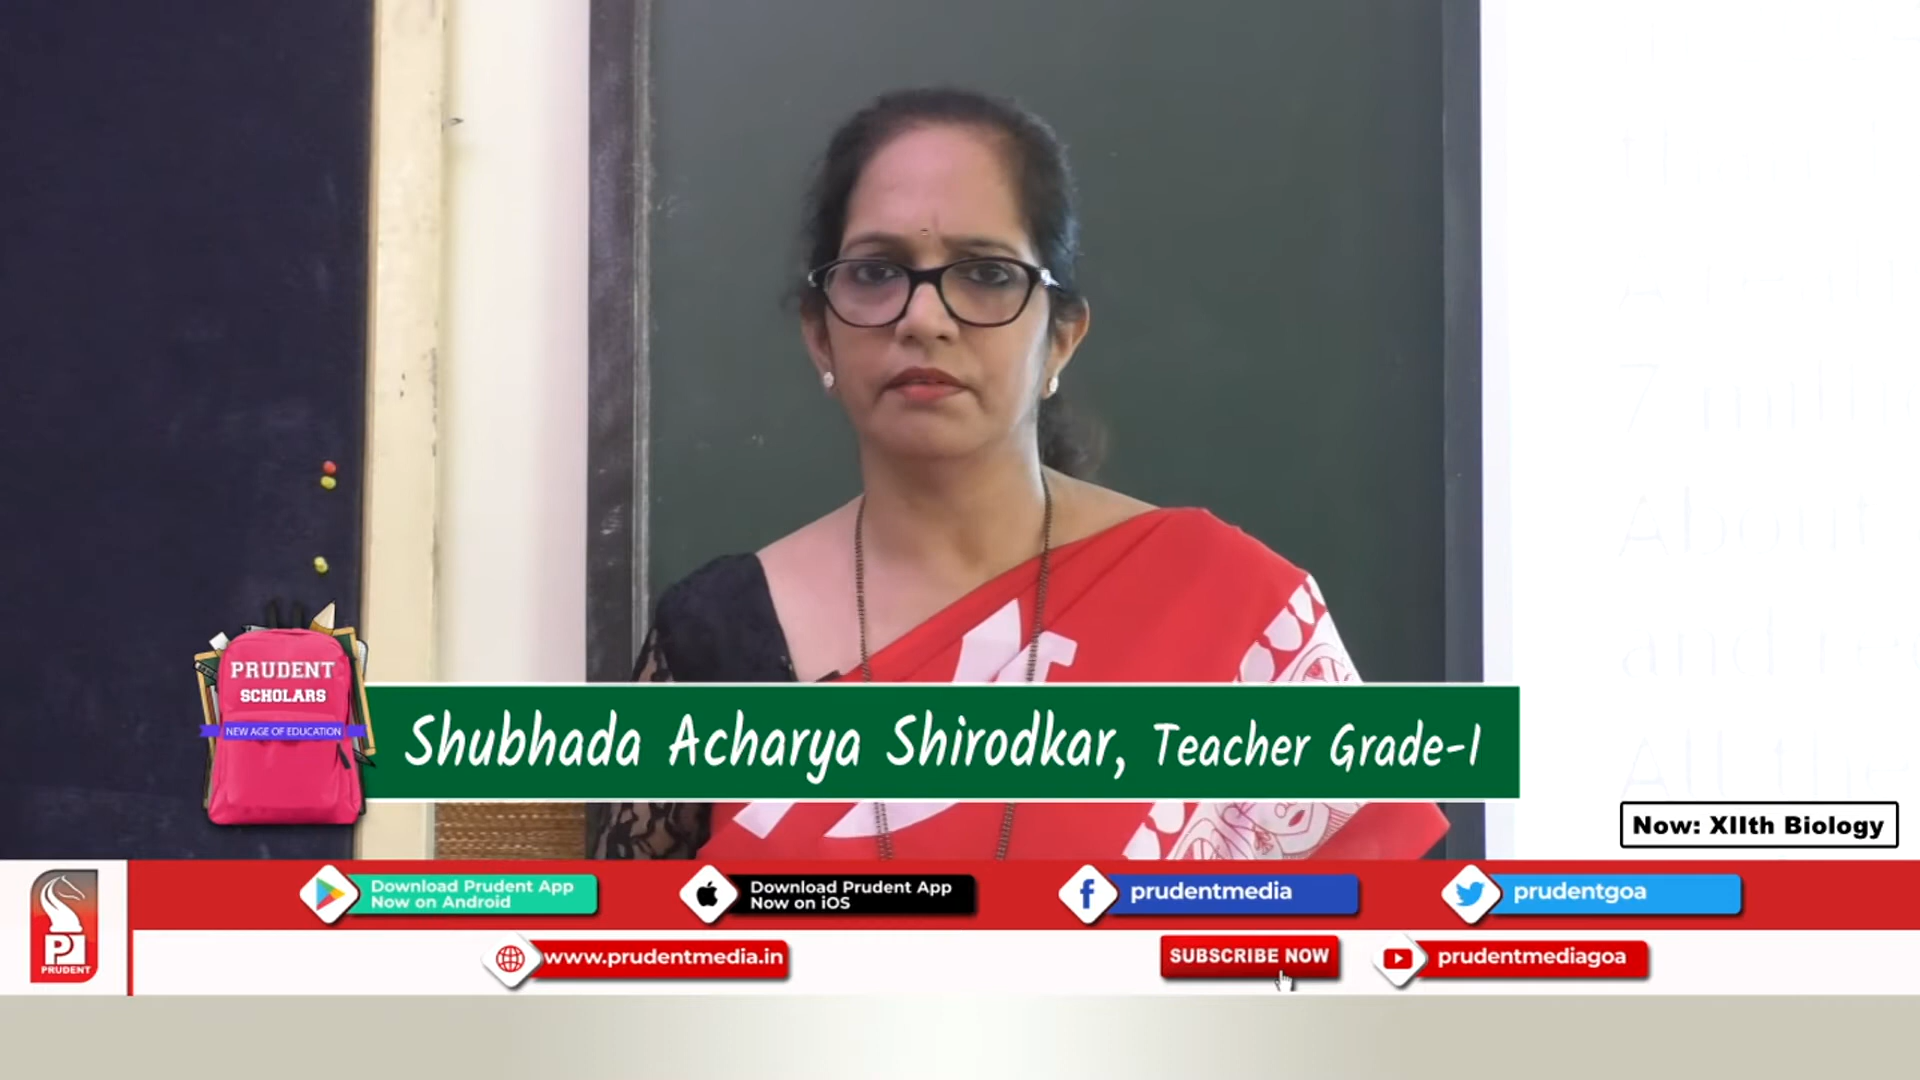 PRUDENT
SCHOLARS
NEW AGE OF EDUCATION
Shubhada Acharya Shirodkar, Teacher Grade-I
Now: XIIth Biology
Download Prudent App
Now on Android
Download Prudent App
Now on iOS
prudentmedia
prudentgoa
PRUDENT
www.prudentmedia.in
SUBSCRIBE NOW
prudentmediagoa